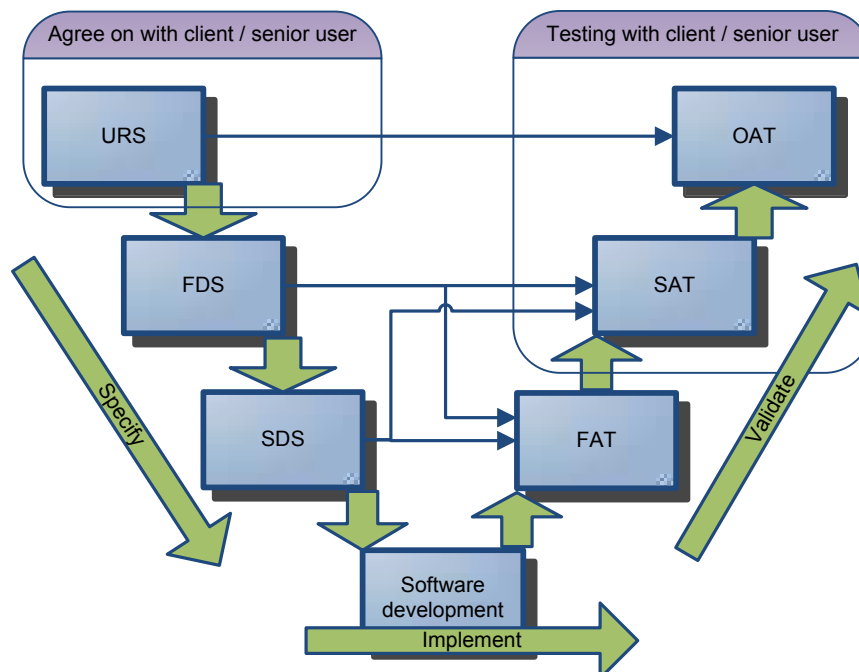 Agree on with client / senior user
Testing with client / senior user
URS
OAT
FDS
SAT
Specify
SDS
FAT
Validate
Software
development
Implement